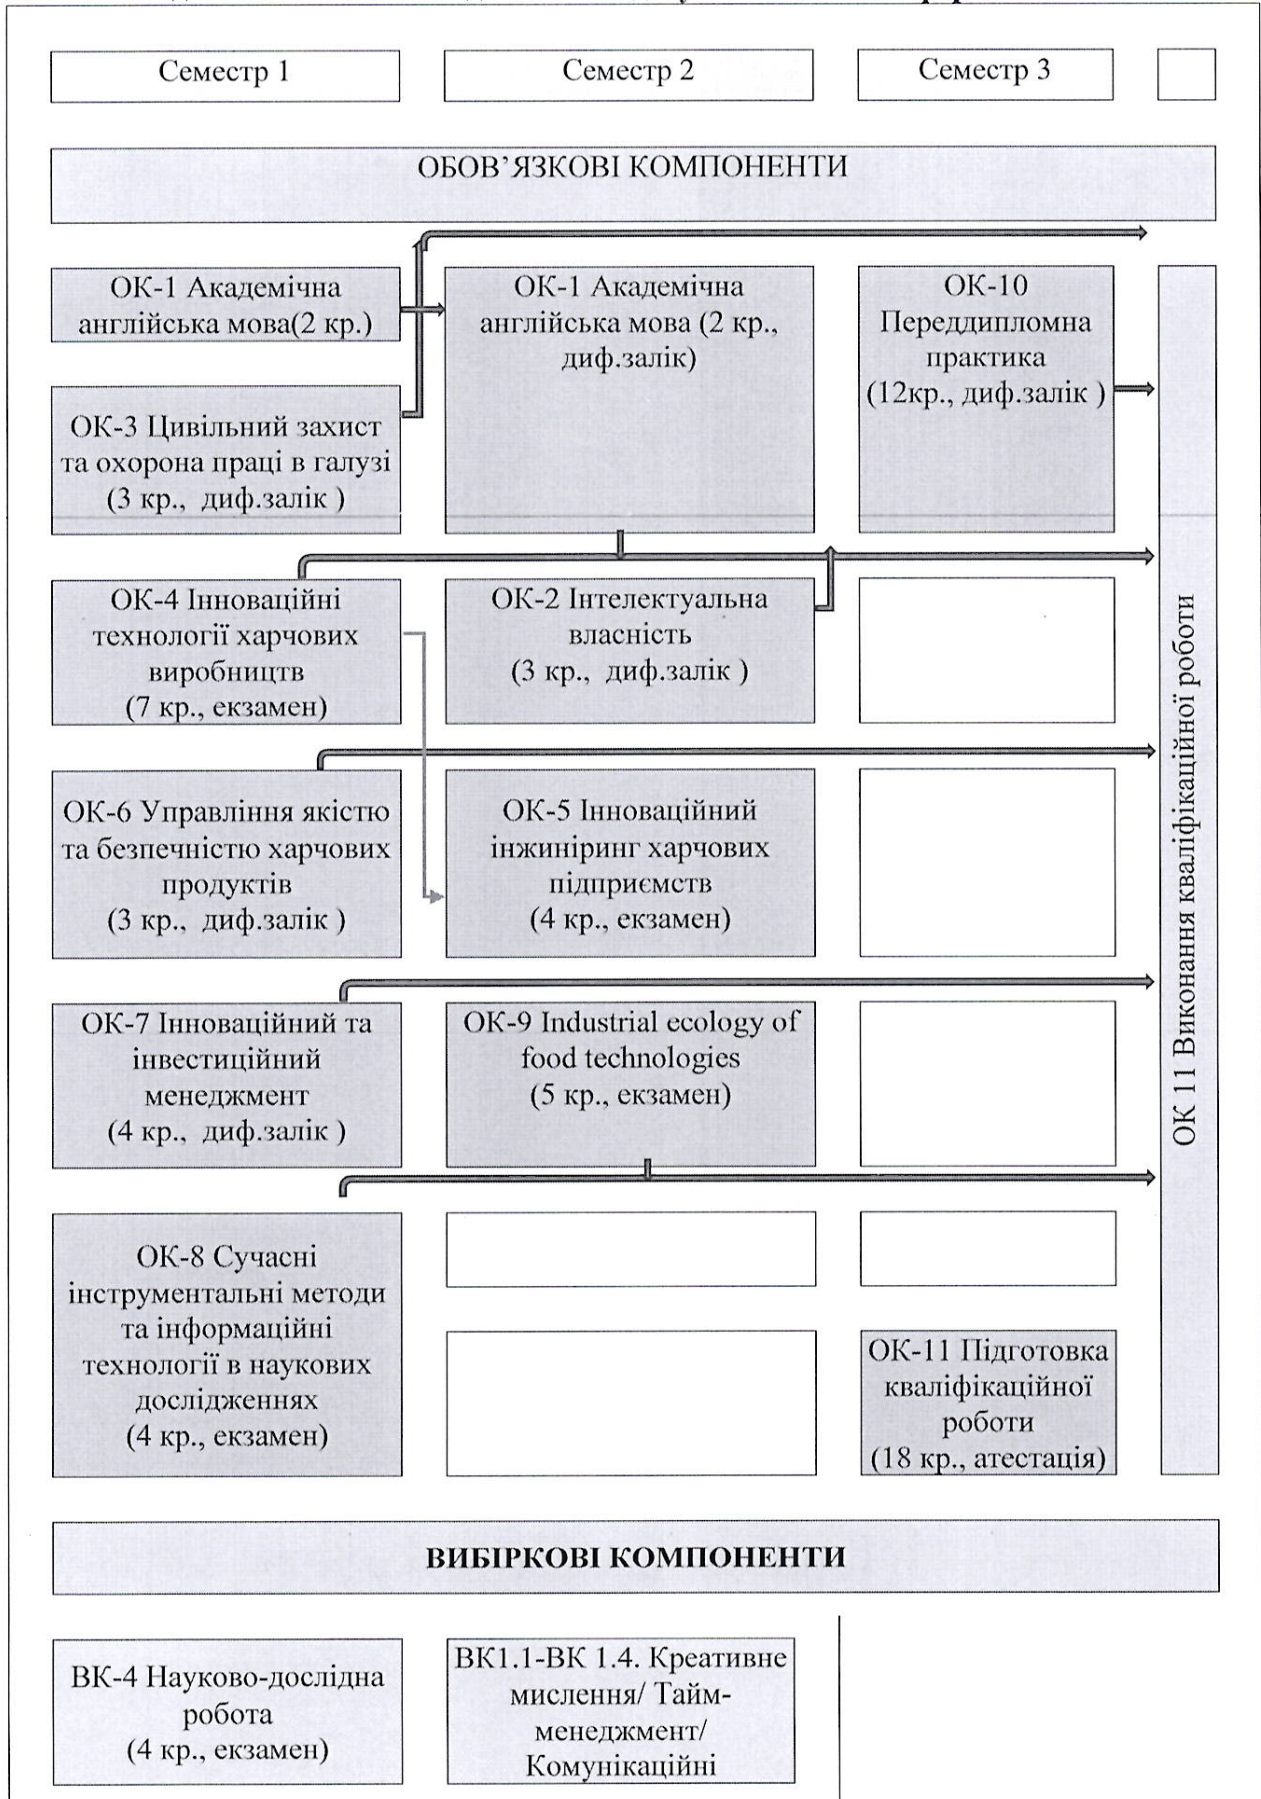 Семестр 1
Семестр 2
Семестр 3
ОБОВ’ЯЗКОВІ КОМПОНЕНТИ
ОК-1 Академічна
англійська мова(2 кр.)
ОК-1 Академічна
англійська мова (2 кр.,
диф.залік)
ОК-10
Переддипломна
практика
(12кр., диф.залік )
ОК-3 Цивільний захист
та охорона праці в галузі
(3 кр., диф.залік )
ОК-4 Інноваційні
технології харчових
виробництв
(7 кр., екзамен)
ОК-2 Інтелектуальна
власність
(3 кр., диф.залік )
ОК-6 Управління якістю
та безпечністю харчових
продуктів
(3 кр., диф.залік )
ОК-5 Інноваційний
інжиніринг харчових
підприємств
(4 кр., екзамен)
ОК-7 Інноваційний та
інвестиційний
менеджмент
(4 кр., диф.залік )
ОК-9 Industrial ecology of
food technologies
(5 кр., екзамен)
ОК-8 Сучасні
інструментальні методи
та інформаційні
технології в наукових
дослідженнях
(4 кр., екзамен)
ОК-11 Підготовка
кваліфікаційної
роботи
(18 кр., атестація)
ОК 11 Виконання кваліфікаційної роботи
ВИБІРКОВІ КОМПОНЕНТИ
ВК-4 Науково-дослідна
робота
(4 кр., екзамен)
ВК1.1-ВК 1.4. Креативне
мислення/ Тайм-
менеджмент/
Комунікаційні